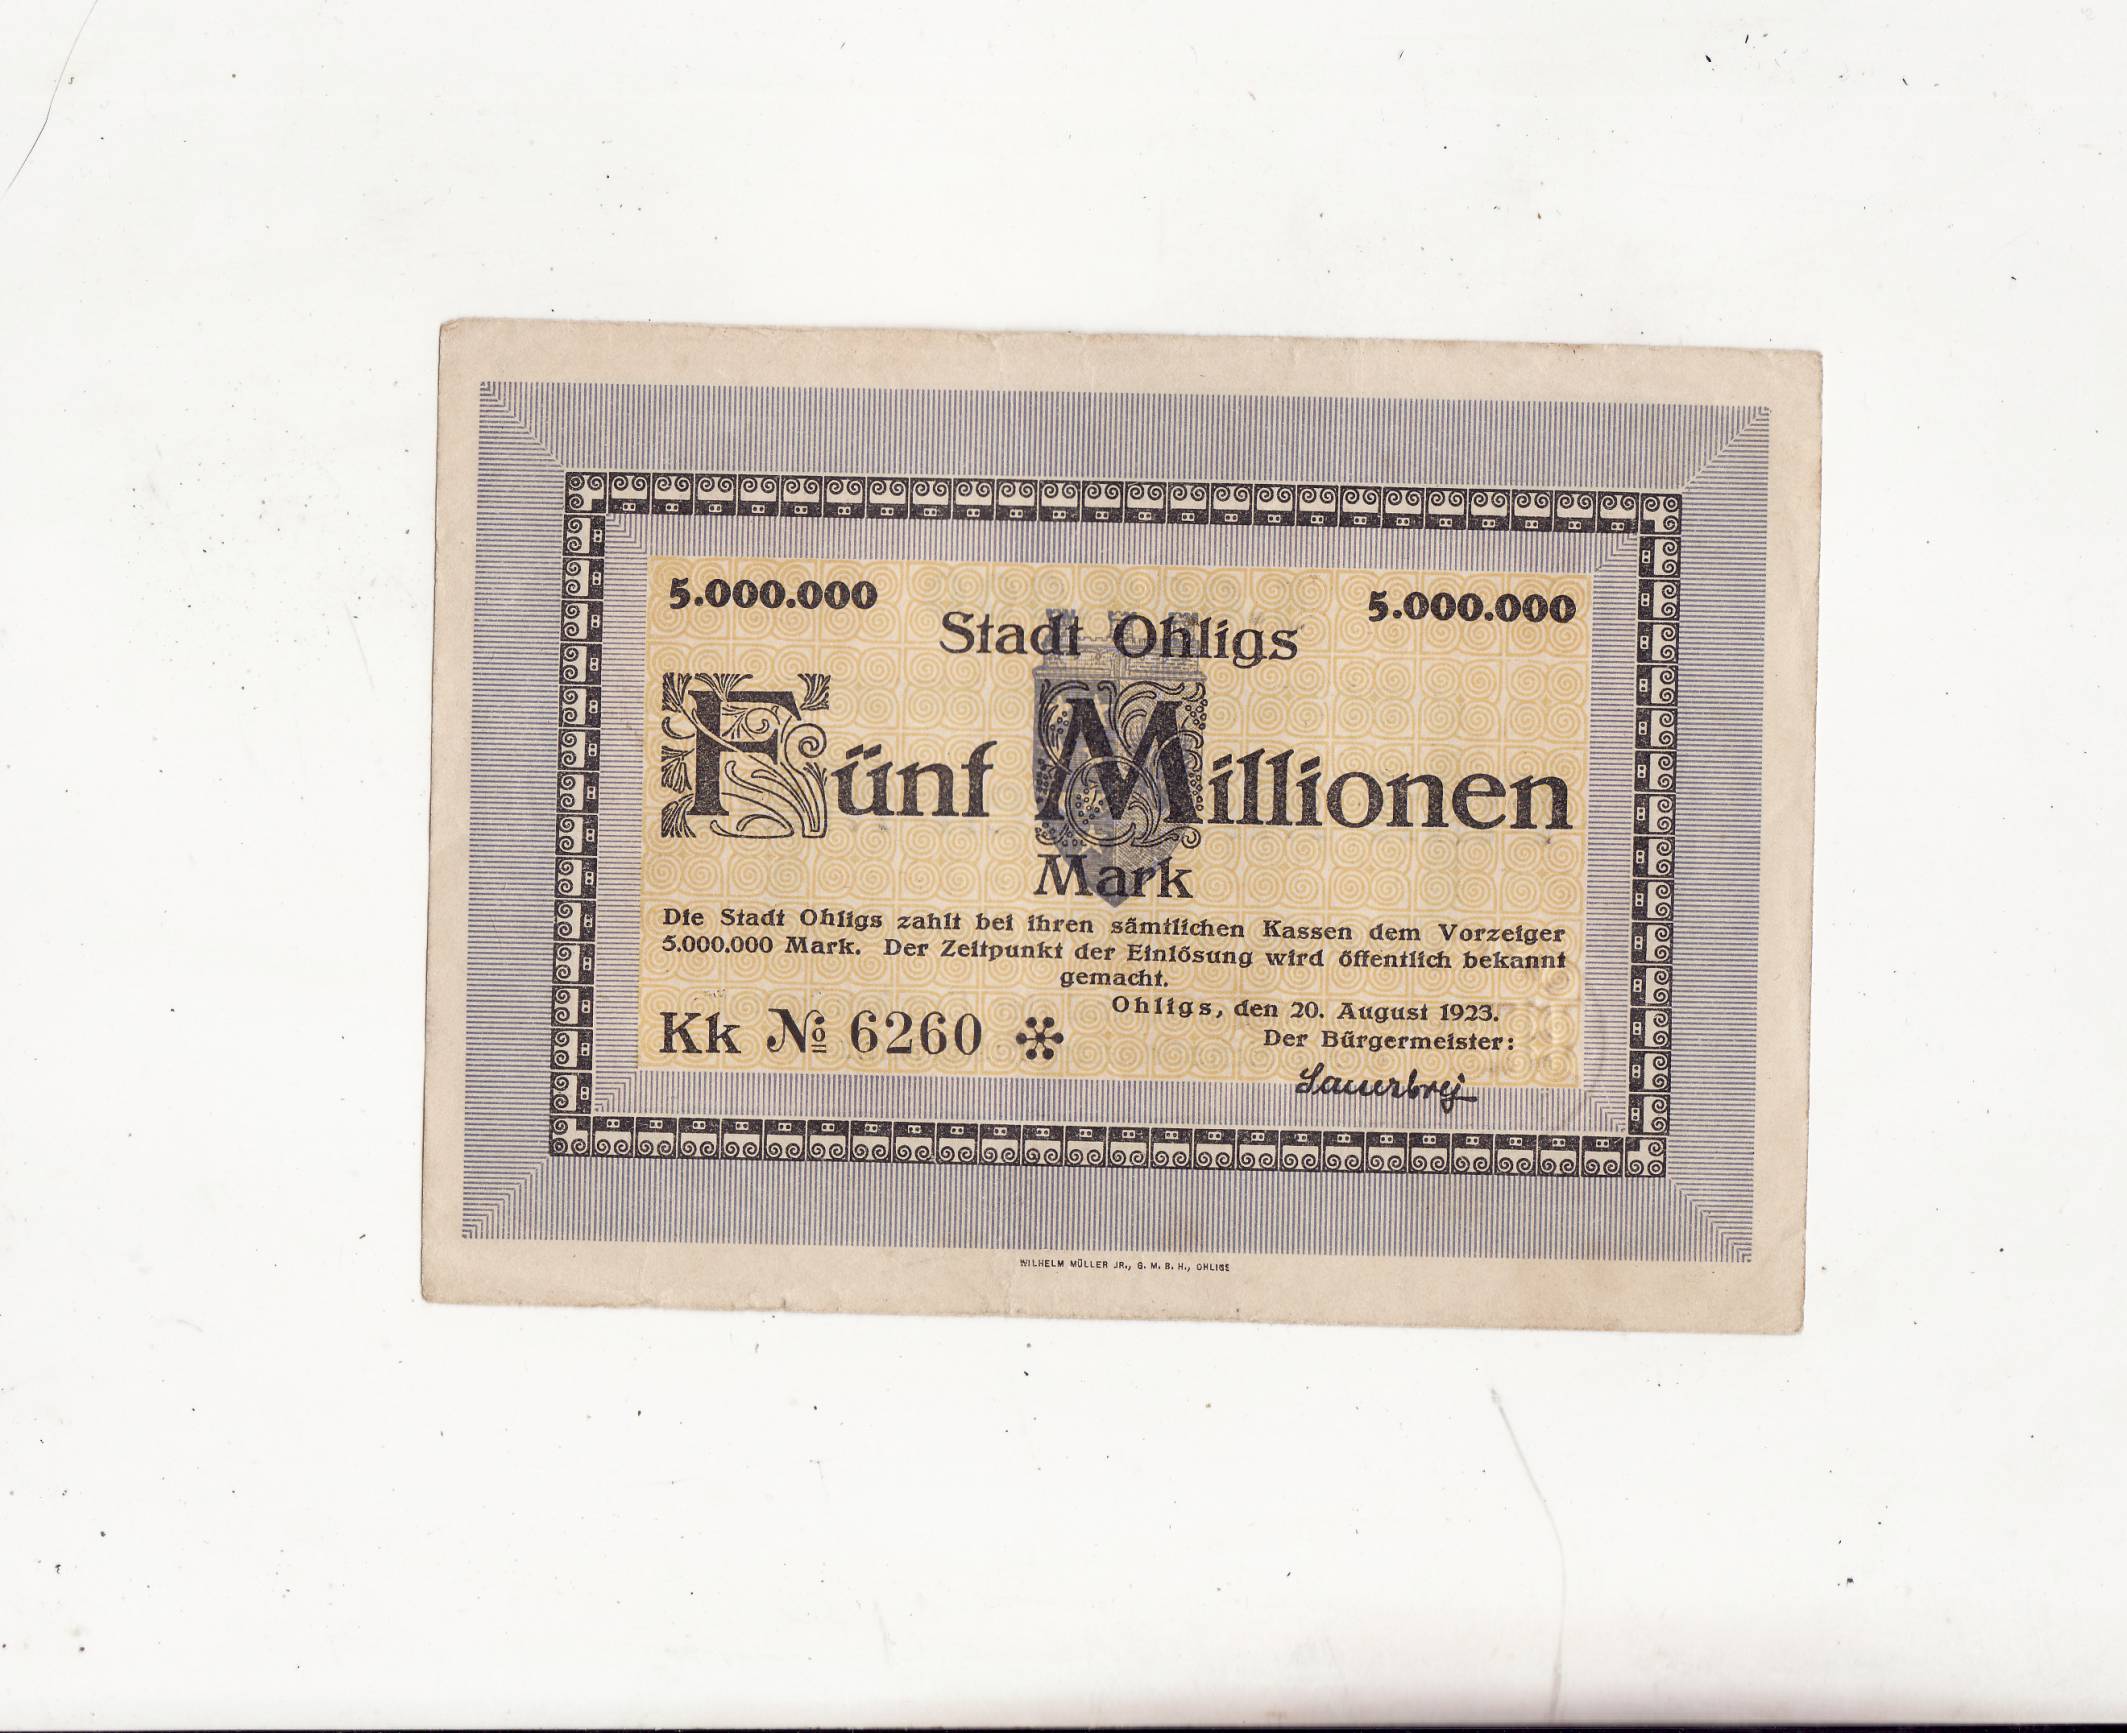 5.000.000 5.000.000
Stadt Ohligs
Fünf Millionen
Mark
Die Stadt Ohligs zahlt bei ihren sämtlichen Kassen dem Vorzeiger
5.000.000 Mark. Der Zeitpunkt der Einlösung wird öffentlich bekannt
gemacht.
Ohligs, den 20. August 1923.
Kk № 6260
Der Bürgermeister:
Sauerbrey
WILHELM MÜLLER JR., G. M. B. H., OHLIGS